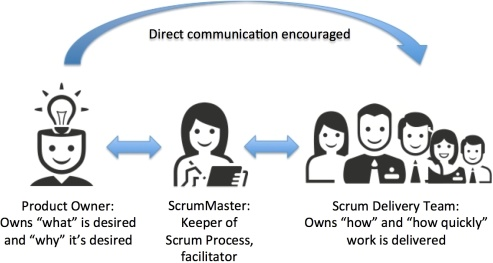 Direct communication encouraged
Product Owner:
Owns “what” is desired
and “why” it’s desired
ScrumMaster:
Keeper of
Scrum Process,
facilitator
Scrum Delivery Team:
Owns “how” and “how quickly”
work is delivered